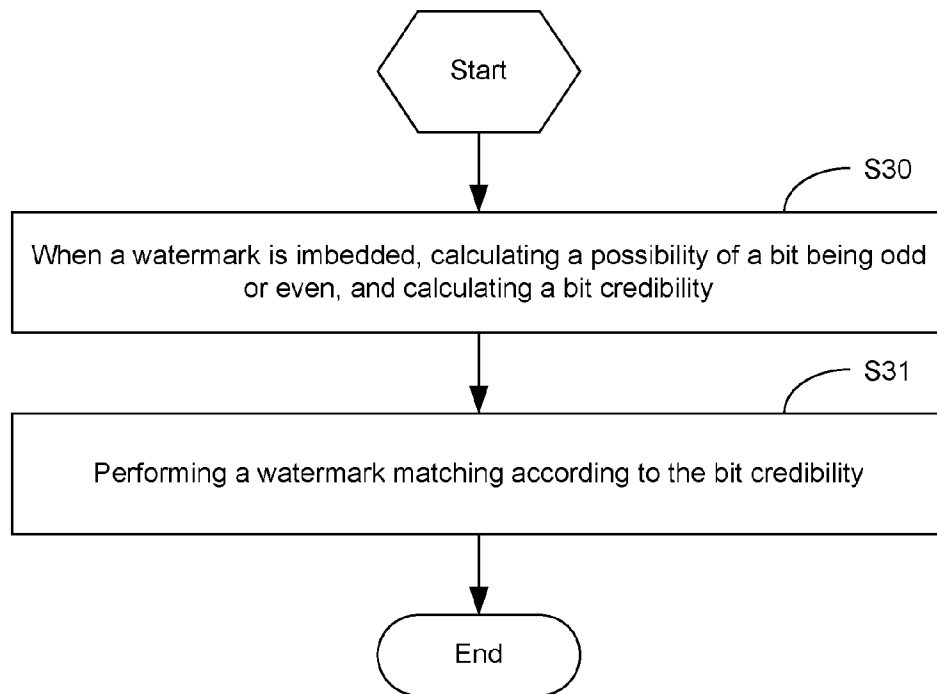 Start
S30
When a watermark is imbedded, calculating a possibility of a bit being odd
or even, and calculating a bit credibility
S31
Performing a watermark matching according to the bit credibility
End